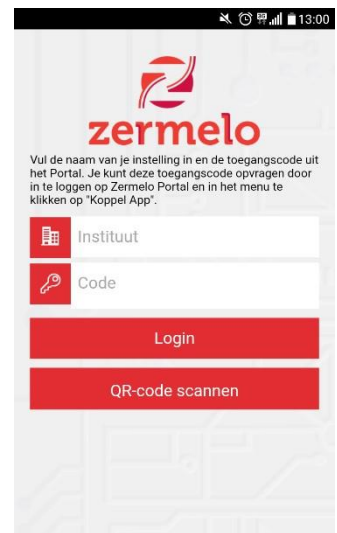 13:00
zermelo
Vul de naam van je instelling in en de toegangscode uit
het Portal. Je kunt deze toegangscode opvragen door
in te loggen op Zermelo Portal en in het menu te
klikken op "Koppel App".
Instituut
Code
Login
QR-code scannen